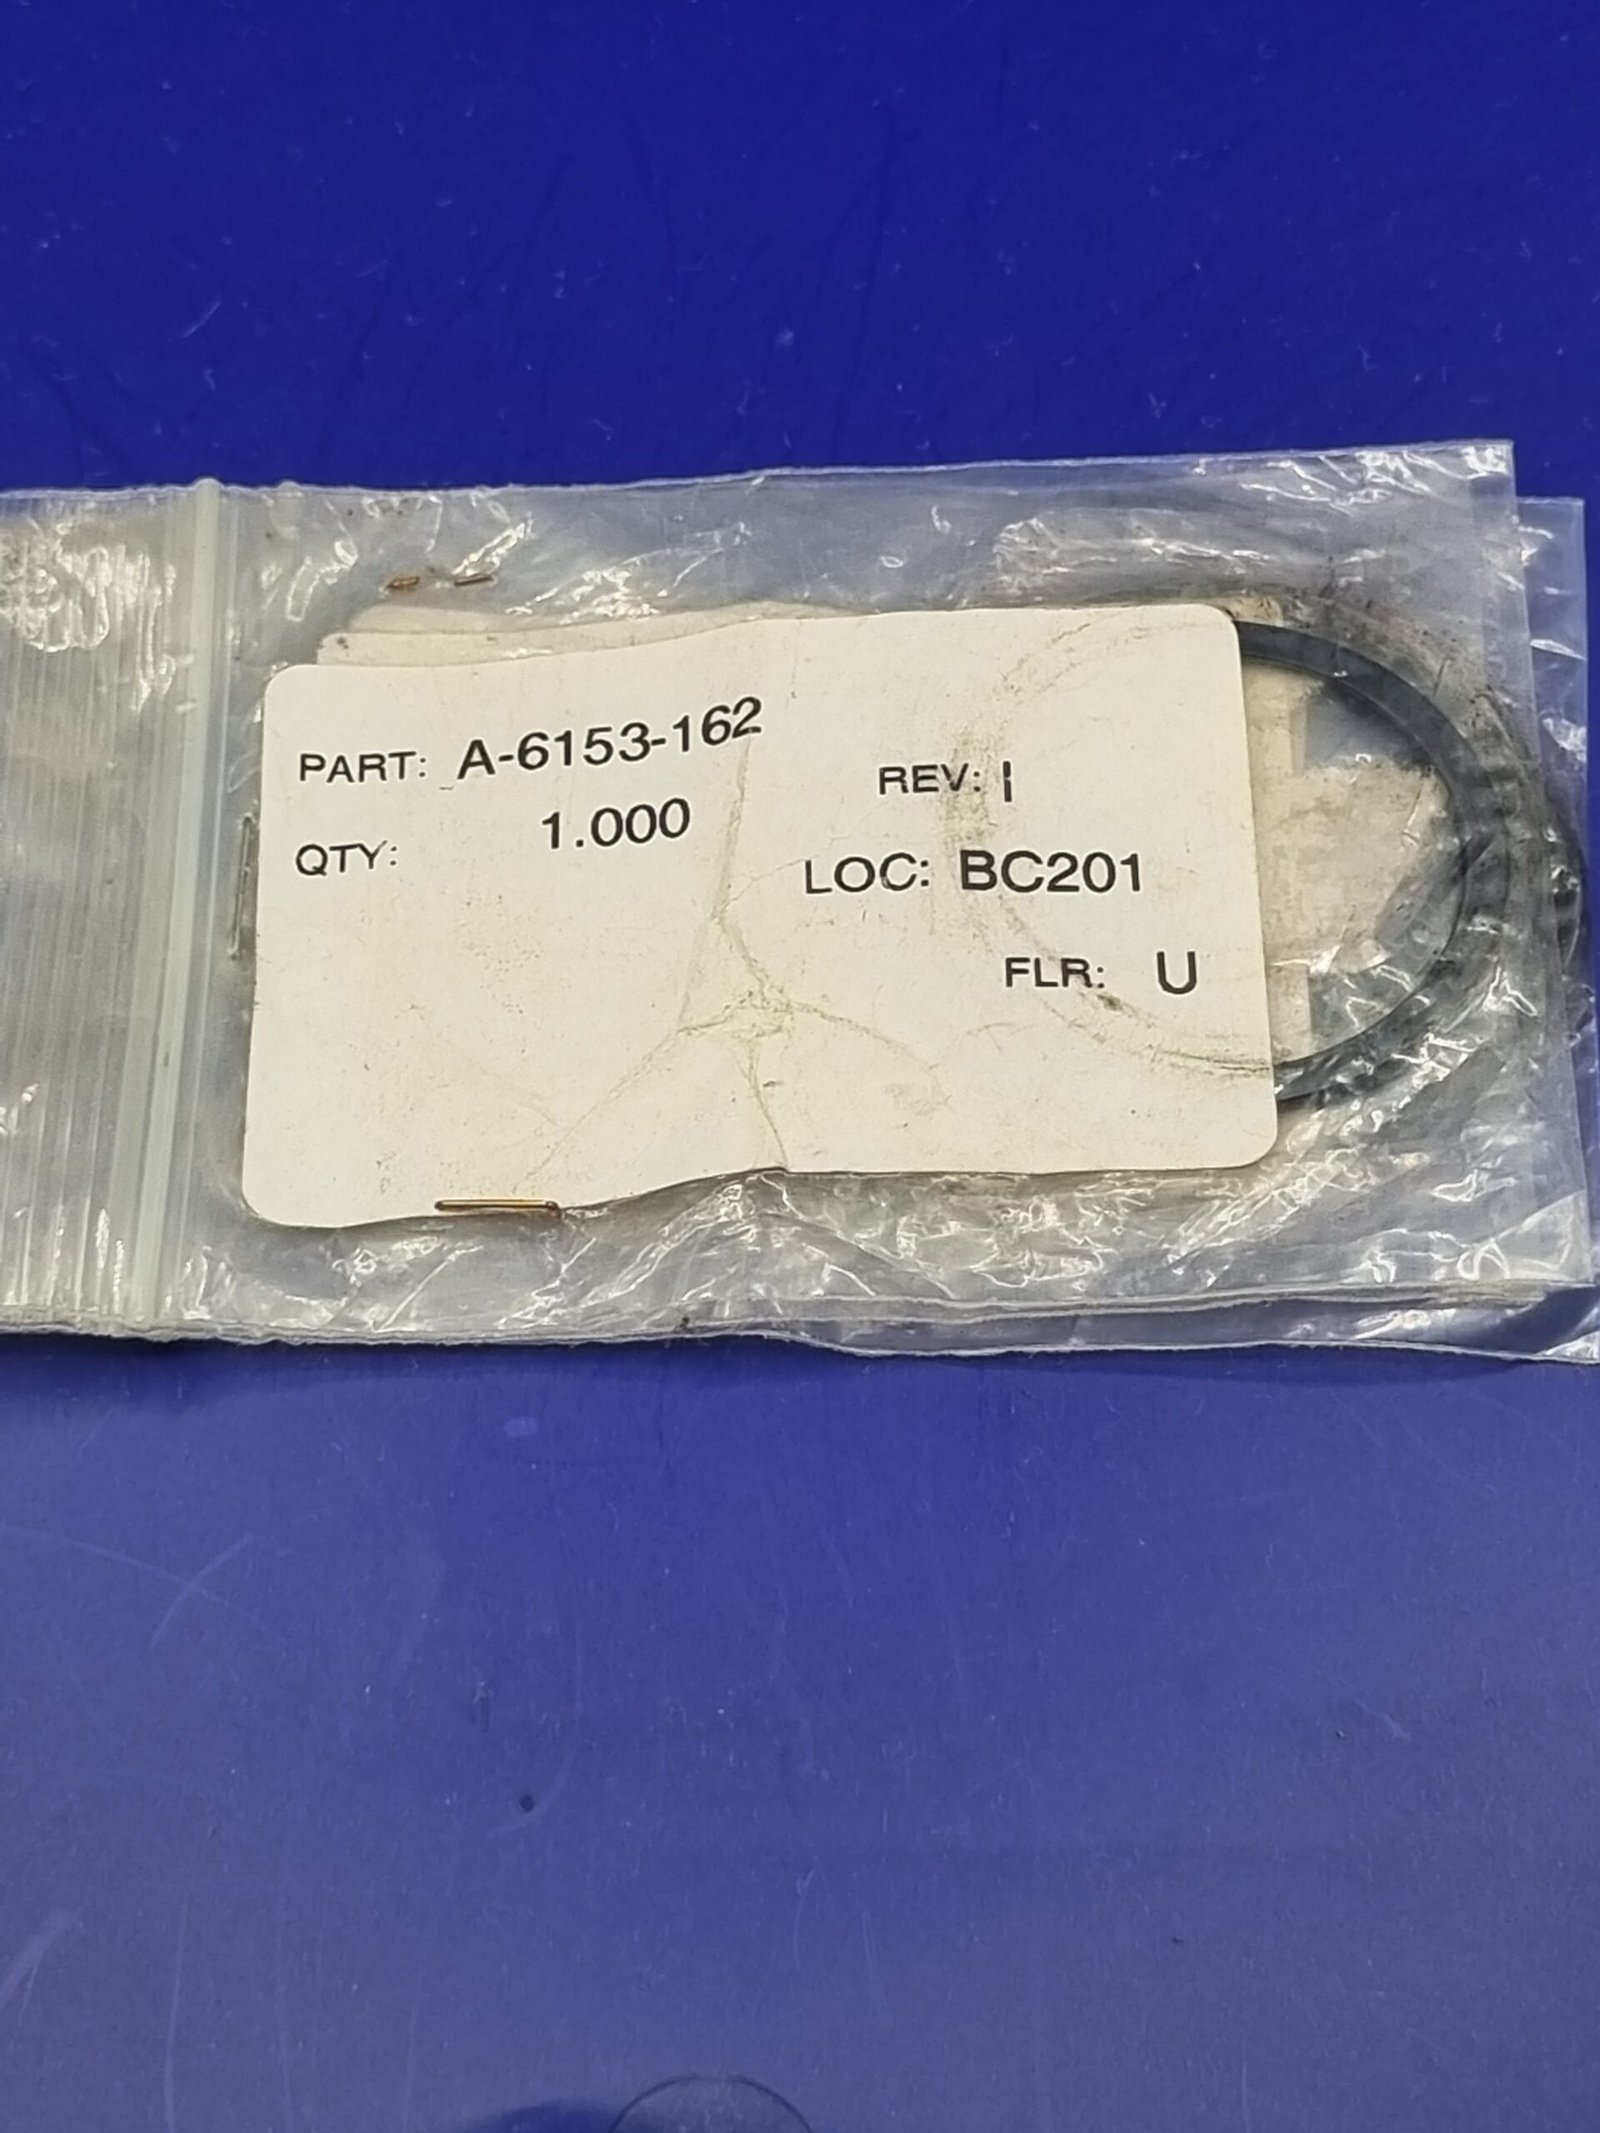 PART: A-6153-162
REV: I
QTY: 1.000
LOC: BC201
FLR: U